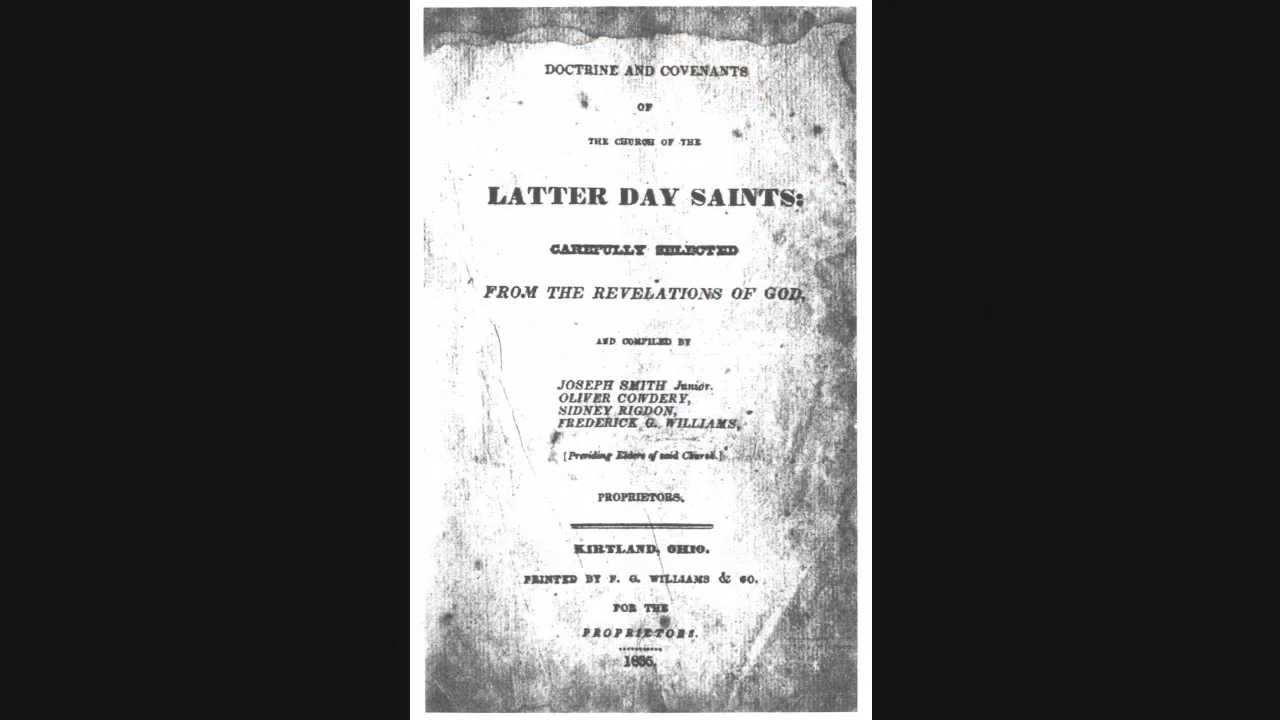 DOCTRINE AND COVENANTS
OF
THE CHURCH OF THE
LATTER DAY SAINTS:
CAREFULLY SELECTED
FROM THE REVELATIONS OF GOD,
AND COMPILED BY
JOSEPH SMITH Junior.
OLIVER COWDERY,
SIDNEY RIGDON,
FREDERICK G. WILLIAMS,
[Presiding Elders of said Church.]
PROPRIETORS.
KIRTLAND, OHIO.
PRINTED BY F. G. WILLIAMS & CO.
FOR THE
PROPRIETORS.
1835.